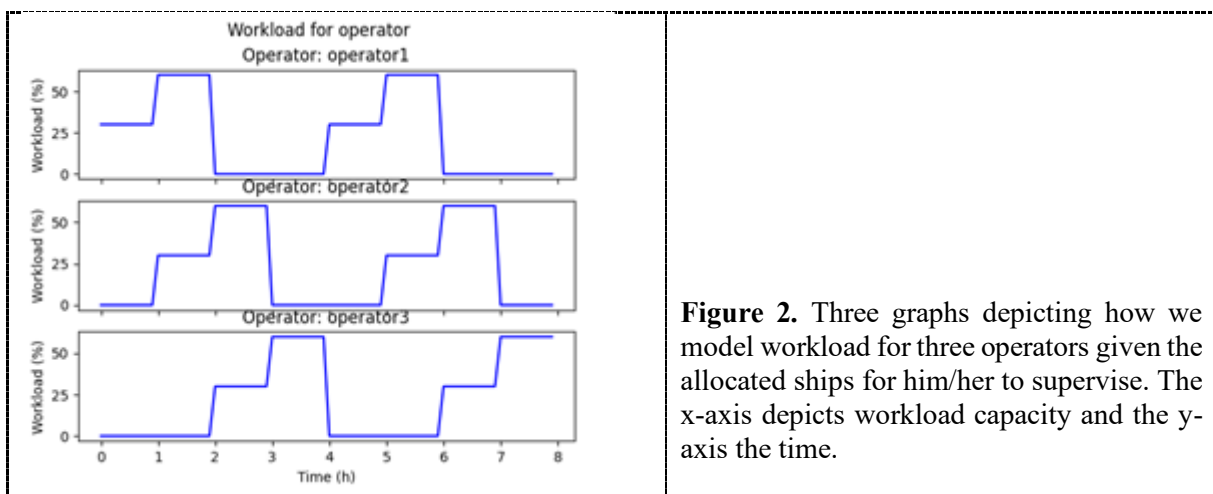 Workload for operator
Operator: operator1
50
25
0
Workload (%)
Operator: operator2
50
25
0
Workload (%)
Operator: operator3
50
25
0
Workload (%)
0 1 2 3 4 5 6 7 8
Time (h)
Figure 2. Three graphs depicting how we
model workload for three operators given the
allocated ships for him/her to supervise. The
x-axis depicts workload capacity and the y-
axis the time.